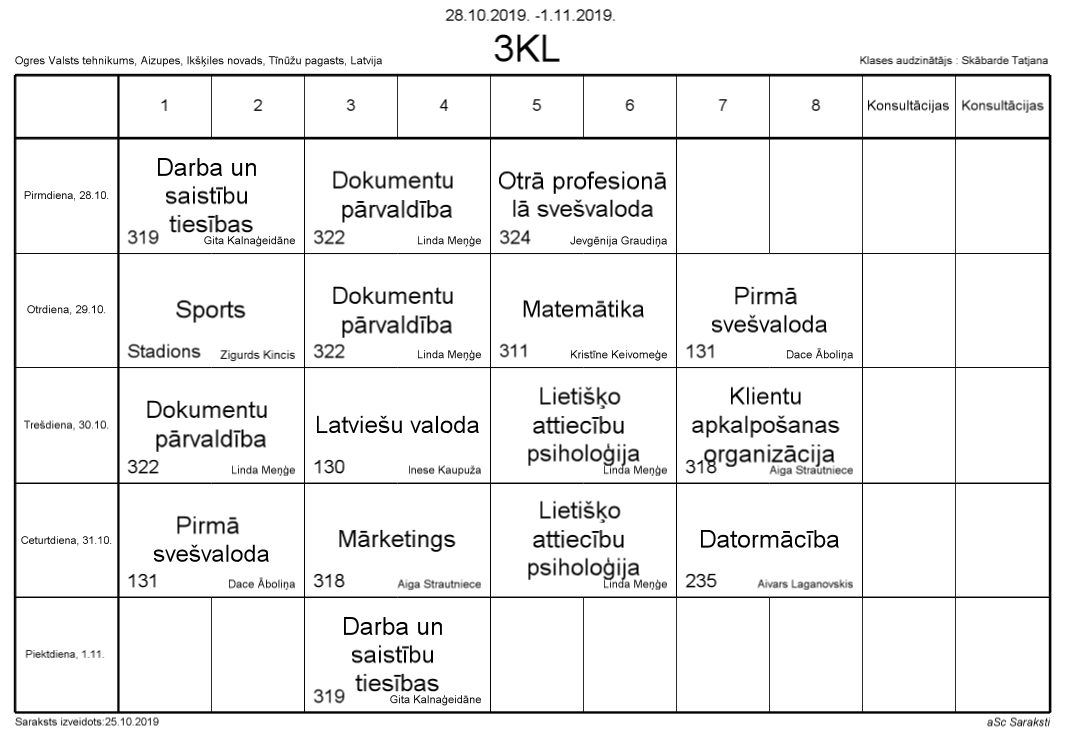 28.10.2019. -1.11.2019.
3KL
Ogres Valsts tehnikums, Aizupes, Ikšķiles novads, Tīnūžu pagasts, Latvija
Klases audzinātājs : Skābarde Tatjana
1 2 3 4 5 6 7 8 Konsultācijas Konsultācijas
Pirmdiena, 28.10.
Darba un
saistību
tiesības
319 Gita Kalnaģeidāne
Dokumentu
pārvaldība
322 Linda Meņģe
Otrā profesionā
lā svešvaloda
324 Jevgēnija Graudiņa
Otrdiena, 29.10.
Sports
Stadions Zigurds Kincis
Dokumentu
pārvaldība
322 Linda Meņģe
Matemātika
311 Kristīne Keivomeģe
Pirmā
svešvaloda
131 Dace Āboliņa
Trešdiena, 30.10.
Dokumentu
pārvaldība
322 Linda Meņģe
Latviešu valoda
130 Inese Kaupuža
Lietišķo
attiecību
psiholoģija
Linda Meņģe
Klientu
apkalpošanas
organizācija
318 Aiga Strautniece
Ceturtdiena, 31.10.
Pirmā
svešvaloda
131 Dace Āboliņa
Mārketings
318 Aiga Strautniece
Lietišķo
attiecību
psiholoģija
Linda Meņģe
Datormācība
235 Aivars Laganovskis
Piektdiena, 1.11.
Darba un
saistību
tiesības
319 Gita Kalnaģeidāne
Saraksts izveidots:25.10.2019
aSc Saraksti